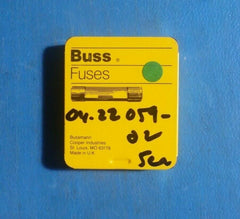 Buss®
Fuses
04.22 059-
02
Bussmann
Cooper Industries
St. Louis, MO 63178
Made in U.K.